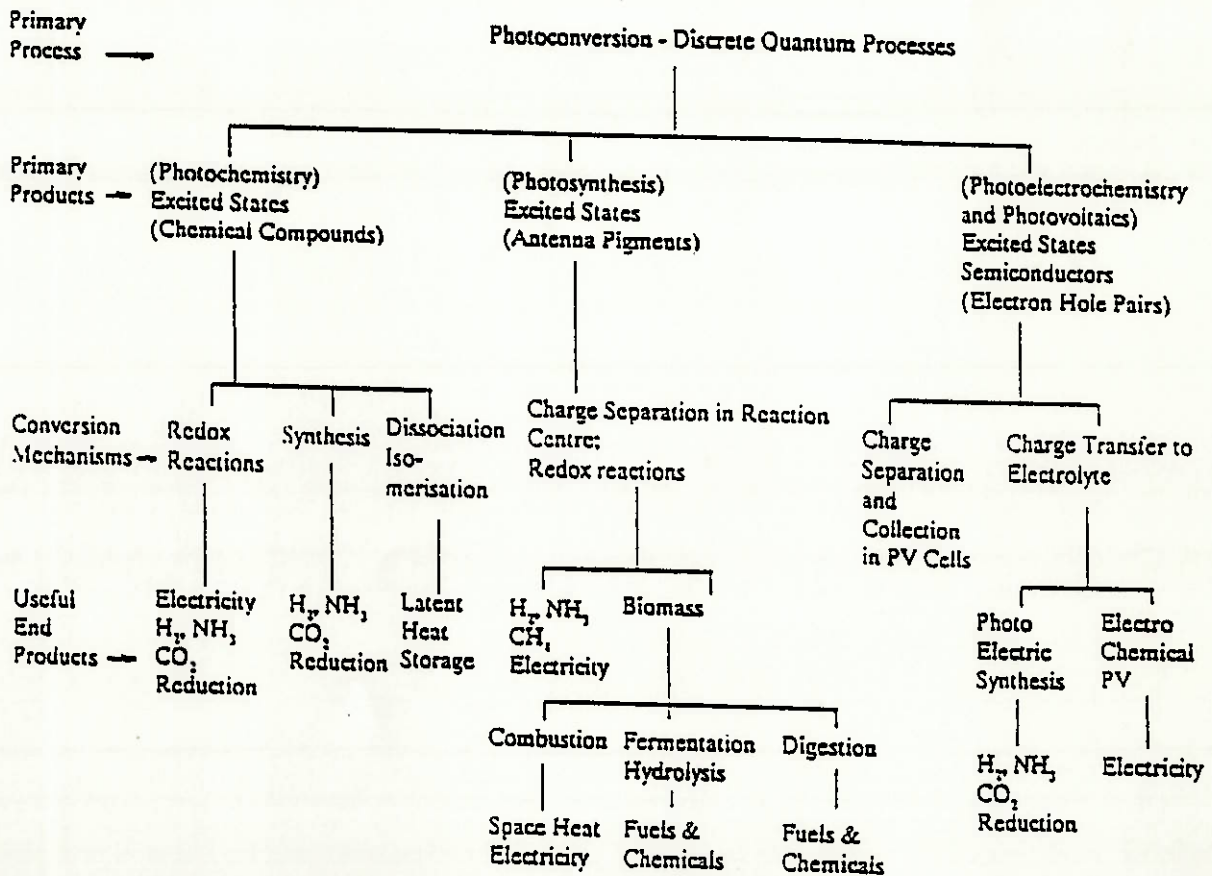 Primary
Process
Photoconversion - Discrete Quantum Processes
Primary
Products
(Photochemistry)
Excited States
(Chemical Compounds)
(Photosynthesis)
Excited States
(Antenna Pigments)
(Photoelectrochemistry
and Photovoltaics)
Excited States
Semiconductors
(Electron Hole Pairs)
Conversion
Mechanisms
Redox
Reactions
Synthesis
Dissociation
Iso-
merisation
Charge Separation in Reaction
Centre;
Redox reactions
Charge
Separation
and
Collection
in PV Cells
Charge Transfer to
Electrolyte
Useful
End
Products
Electricity
H₂, NH₃
CO₂
Reduction
H₂, NH₃
CO₂
Reduction
Latent
Heat
Storage
H₂, NH₃
Electricity
Biomass
Photo
Electric
Synthesis
Electro
Chemical
PV
Combustion
Fermentation
Hydrolysis
Digestion
H₂, NH₃
CO₂
Reduction
Electricity
Space Heat
Electricity
Fuels &
Chemicals
Fuels &
Chemicals